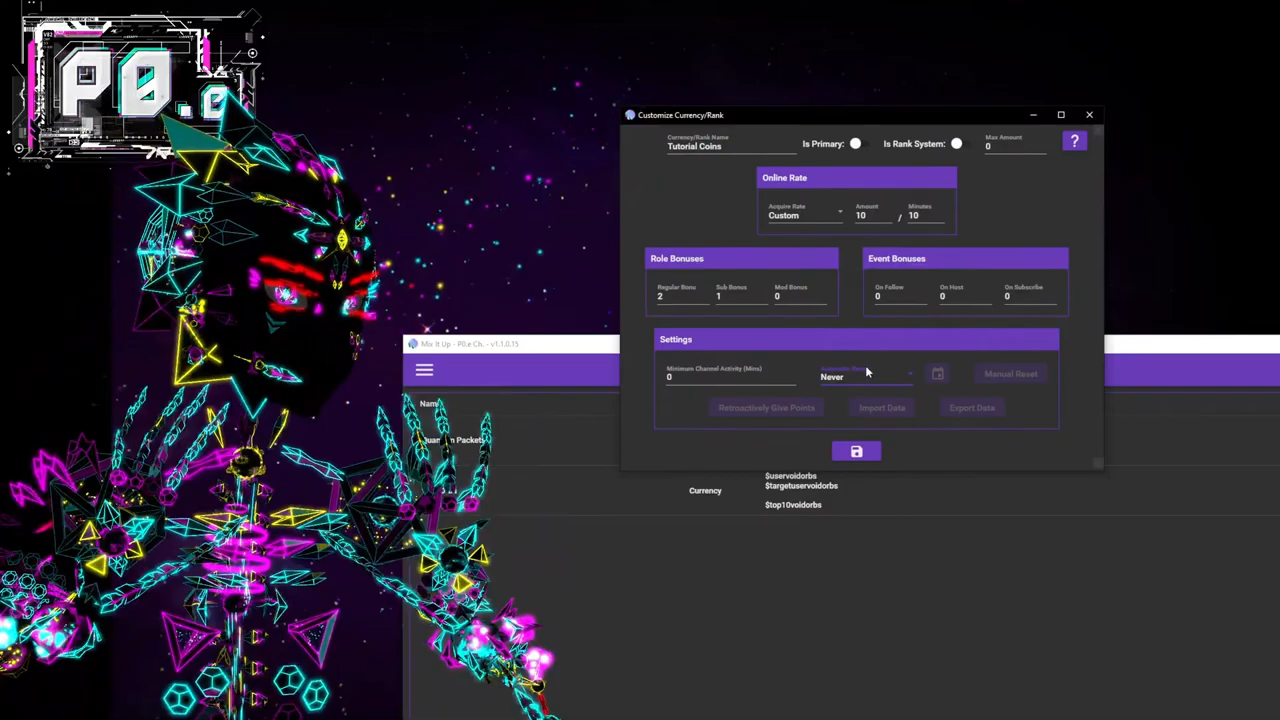 V82
P0.e
Customize Currency/Rank
Currency/Rank Name
Tutorial Coins
Is Primary:
Is Rank System:
Max Amount
0
?
Online Rate
Acquire Rate
Custom
Amount
10
/
Minutes
10
Role Bonuses
Regular Bonu
2
Sub Bonus
1
Mod Bonus
0
Event Bonuses
On Follow
0
On Host
0
On Subscribe
0
Settings
Minimum Channel Activity (Mins)
0
Never
Manual Reset
Retroactively Give Points
Import Data
Export Data
Mix It Up - P0.e Ch. - v1.1.0.15
Name
Packets
Currency
$uservoidorbs
$targetuservoidorbs
$top10voidorbs